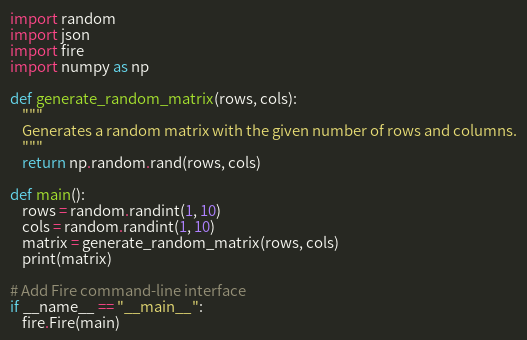 import random
import json
import fire
import numpy as np

def generate_random_matrix(rows, cols):
    """
    Generates a random matrix with the given number of rows and columns.
    """
    return np.random.rand(rows, cols)

def main():
    rows = random.randint(1, 10)
    cols = random.randint(1, 10)
    matrix = generate_random_matrix(rows, cols)
    print(matrix)

# Add Fire command-line interface
if __name__ == "__main__":
    fire.Fire(main)